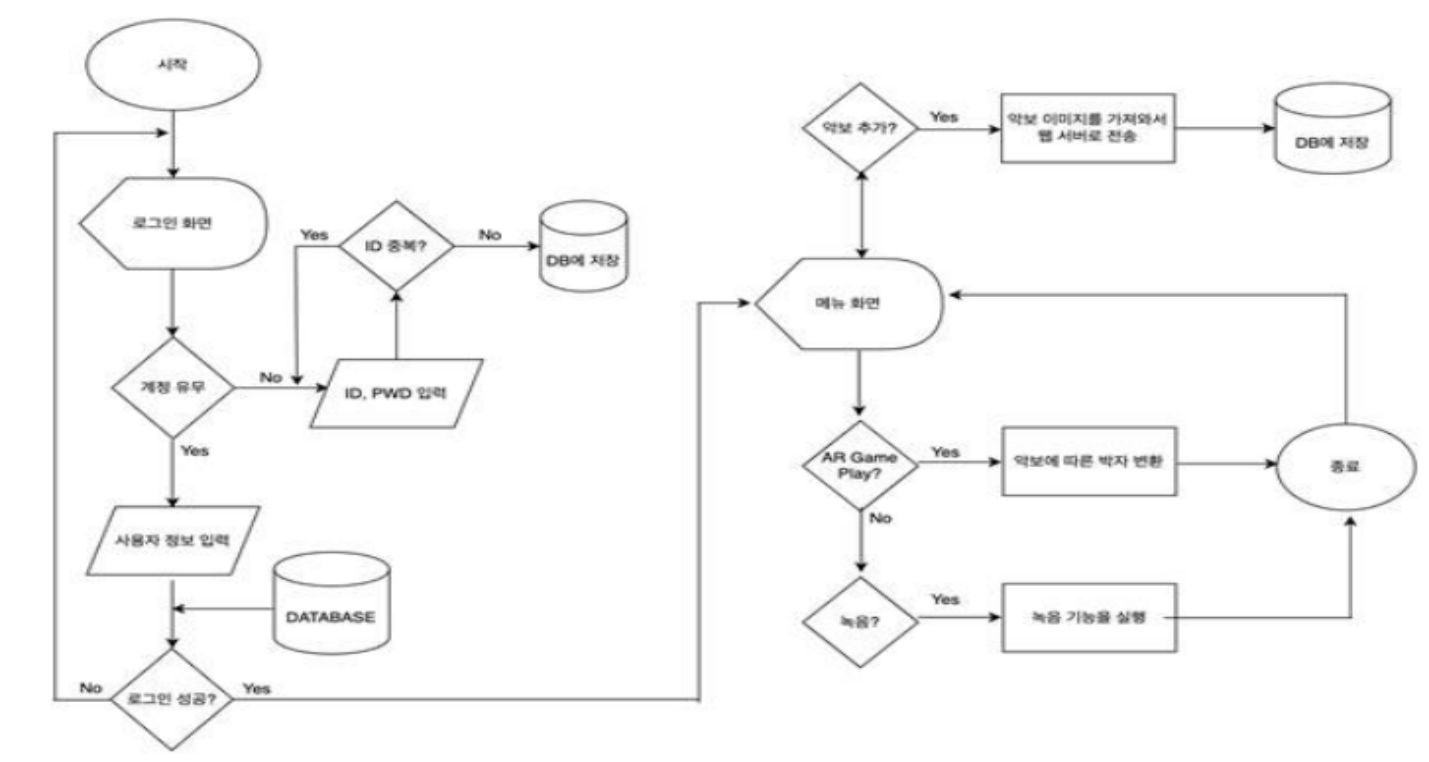 시작
로그인 화면
계정 유무
No
ID, PWD 입력
Yes
ID 중복?
No
DB에 저장
Yes
사용자 정보 입력
DATABASE
로그인 성공?
No
Yes
메뉴 화면
악보 추가?
Yes
악보 이미지를 가져와서
웹 서버로 전송
DB에 저장
AR Game
Play?
Yes
악보에 따른 박자 변환
종료
No
녹음?
Yes
녹음 기능을 실행